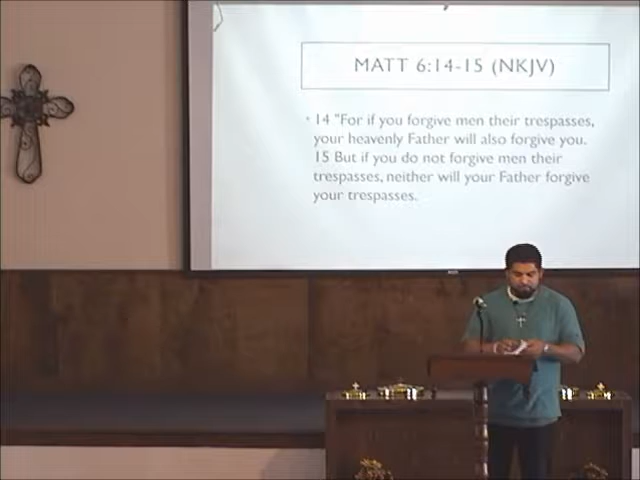 MATT 6:14-15 (NKJV)
• 14 "For if you forgive men their trespasses,
your heavenly Father will also forgive you.
15 But if you do not forgive men their
trespasses, neither will your Father forgive
your trespasses.